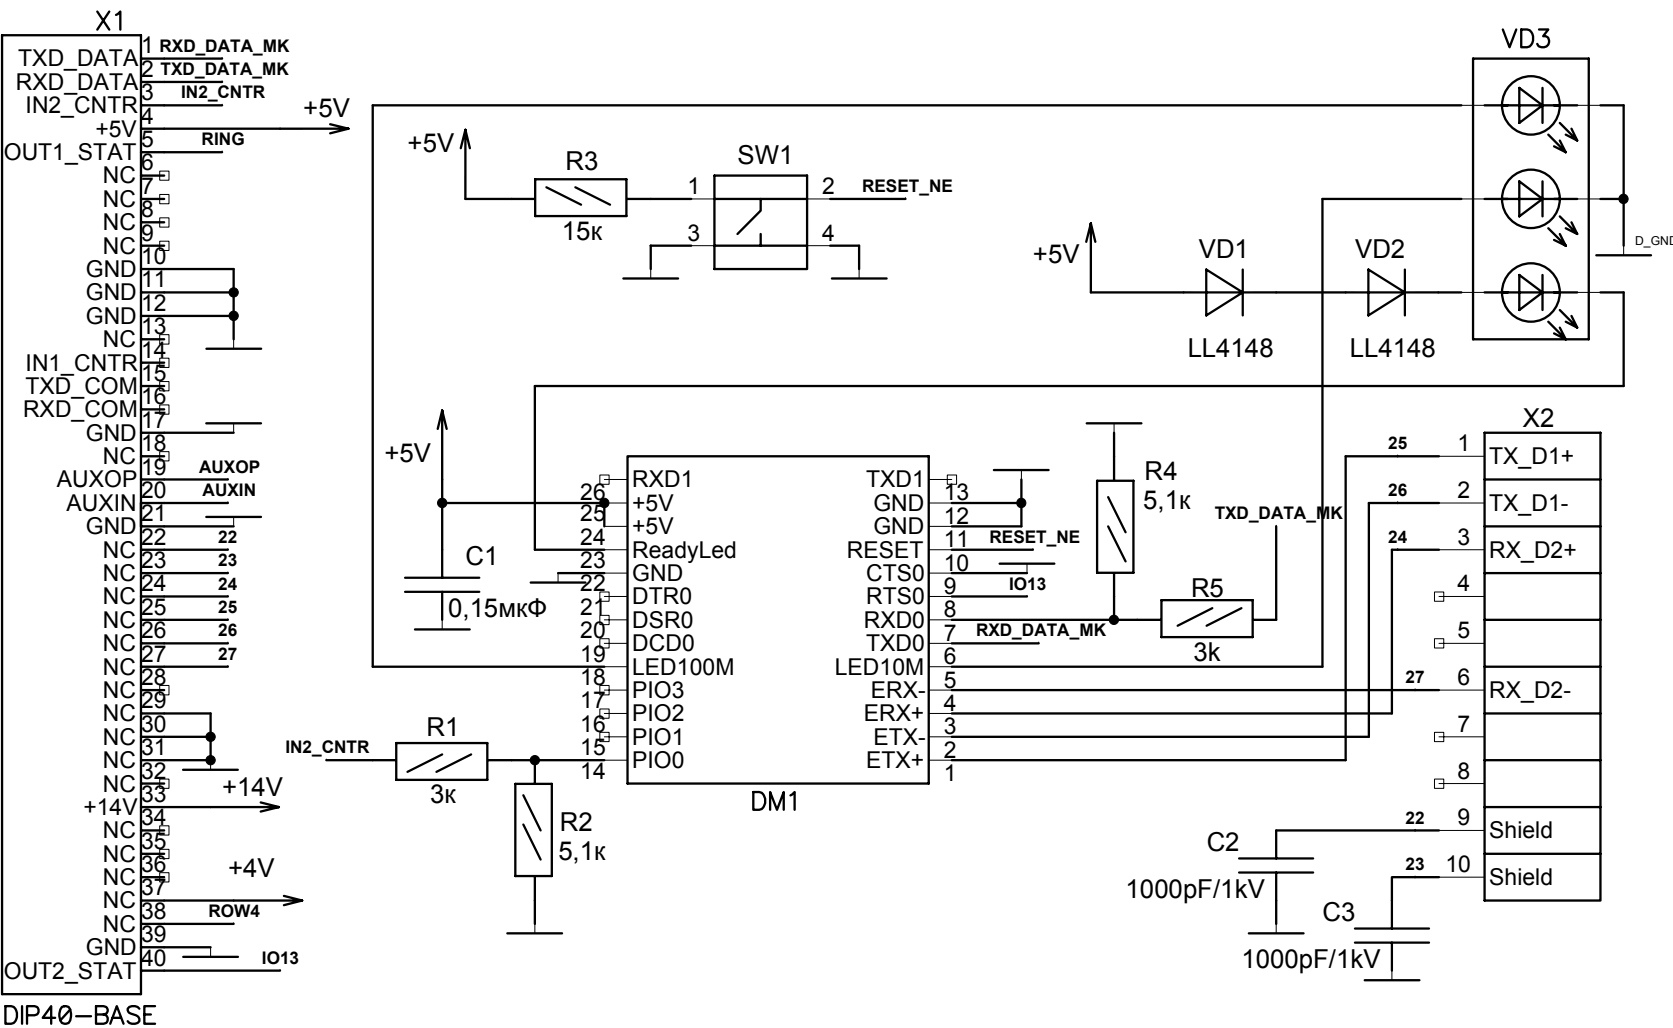 X1
TXD_DATA 1 RXD_DATA_MK
RXD_DATA 2 TXD_DATA_MK
IN2_CNTR 3 IN2_CNTR
+5V 4 +5V
OUT1_STAT 5 RING
NC 6
NC 7
NC 8
NC 9
GND 10
GND 11
GND 12
NC 13
IN1_CNTR 14
TXD_COM 15
RXD_COM 16
GND 17
NC 18
AUXOP 19 AUXOP
AUXIN 20 AUXIN
GND 21
NC 22 22
NC 23 23
NC 24 24
NC 25 25
NC 26 26
NC 27 27
NC 28
NC 29
NC 30
NC 31
NC 32
+14V 33 +14V
NC 34
NC 35
NC 36
NC 37 +4V
NC 38 ROW4
GND 39
OUT2_STAT 40 IO13
DIP40-BASE
+5V
R3
15к
SW1
1 2
3 4
RESET_NE
+5V
VD1
LL4148
VD2
LL4148
VD3
D_GND
+5V
C1
0,15мкФ
RXD1 TXD1
26 +5V GND 13
25 +5V GND 12
24 ReadyLed RESET 11 RESET_NE
23 GND CTS0 10
22 DTR0 RTS0 9 IO13
21 DSR0 RXD0 8
20 DCD0 TXD0 7 RXD_DATA_MK
19 LED100M LED10M 6
18 PIO3 ERX- 5
17 PIO2 ERX+ 4
16 PIO1 ETX- 3
15 PIO0 ETX+ 2
14 1
DM1
R4
5,1к
TXD_DATA_MK
R5
3k
IN2_CNTR
R1
3к
R2
5,1к
X2
25 1 TX_D1+
26 2 TX_D1-
24 3 RX_D2+
4
5
27 6 RX_D2-
7
8
22 9 Shield
23 10 Shield
C2
1000pF/1kV
C3
1000pF/1kV